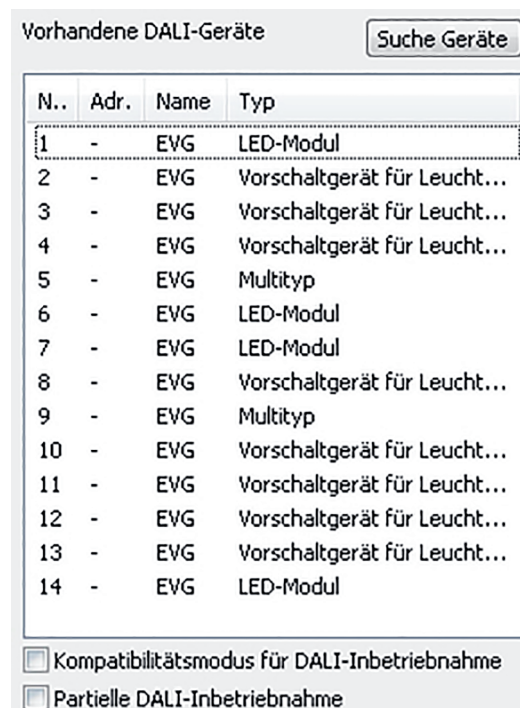 Vorhandene DALI-Geräte
Suche Geräte
N.. Adr. Name Typ
1 - EVG LED-Modul
2 - EVG Vorschaltgerät für Leucht...
3 - EVG Vorschaltgerät für Leucht...
4 - EVG Vorschaltgerät für Leucht...
5 - EVG Multityp
6 - EVG LED-Modul
7 - EVG LED-Modul
8 - EVG Vorschaltgerät für Leucht...
9 - EVG Multityp
10 - EVG Vorschaltgerät für Leucht...
11 - EVG Vorschaltgerät für Leucht...
12 - EVG Vorschaltgerät für Leucht...
13 - EVG Vorschaltgerät für Leucht...
14 - EVG LED-Modul
Kompatibilitätsmodus für DALI-Inbetriebnahme
Partielle DALI-Inbetriebnahme